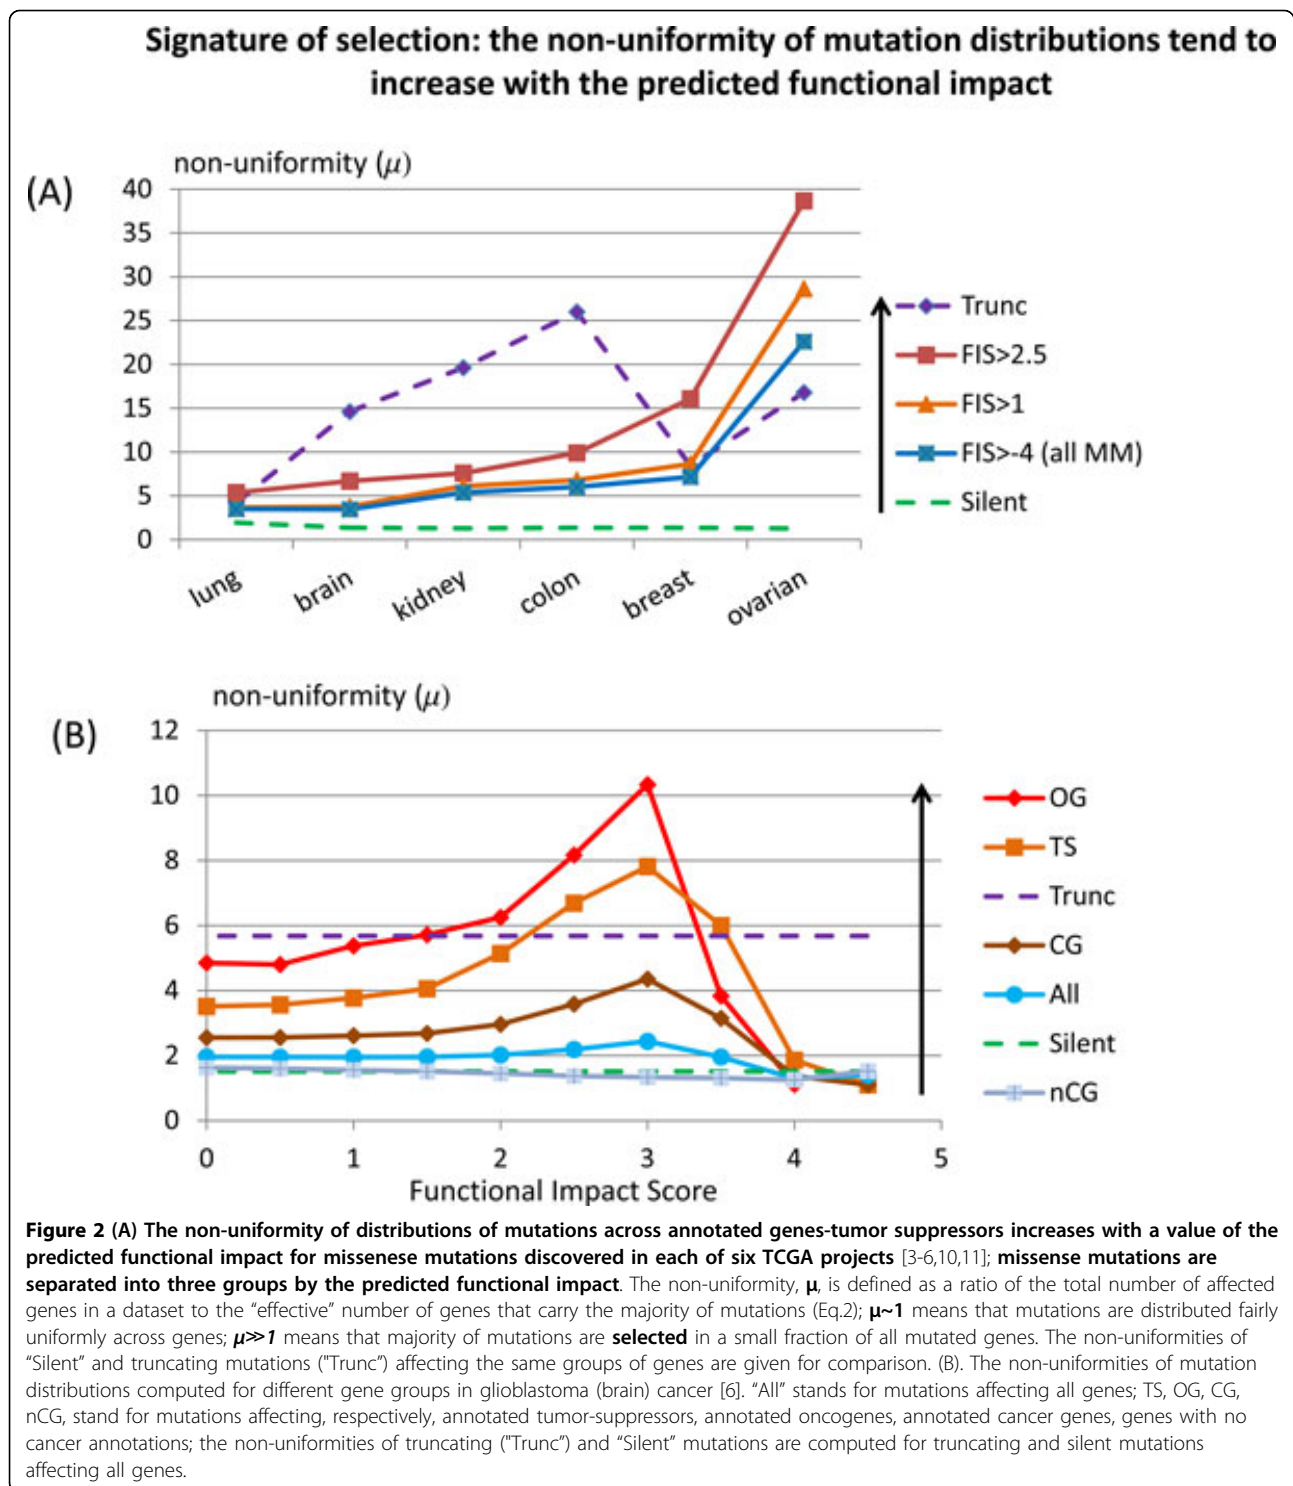 Signature of selection: the non-uniformity of mutation distributions tend to
increase with the predicted functional impact
(A)
non-uniformity (μ)
40
35
30
25
20
15
10
5
0
lung
brain
kidney
colon
breast
ovarian
Trunc
FIS>2.5
FIS>1
FIS>-4 (all MM)
Silent
(B)
non-uniformity (μ)
12
10
8
6
4
2
0
0 1 2 3 4 5
Functional Impact Score
OG
TS
Trunc
CG
All
Silent
nCG
Figure 2 (A) The non-uniformity of distributions of mutations across annotated genes-tumor suppressors increases with a value of the
predicted functional impact for missenese mutations discovered in each of six TCGA projects [3-6,10,11]; missense mutations are
separated into three groups by the predicted functional impact. The non-uniformity, μ, is defined as a ratio of the total number of affected
genes in a dataset to the “effective” number of genes that carry the majority of mutations (Eq.2); μ~1 means that mutations are distributed fairly
uniformly across genes; μ≫1 means that majority of mutations are selected in a small fraction of all mutated genes. The non-uniformities of
“Silent” and truncating mutations ("Trunc”) affecting the same groups of genes are given for comparison. (B). The non-uniformities of mutation
distributions computed for different gene groups in glioblastoma (brain) cancer [6]. “All” stands for mutations affecting all genes; TS, OG, CG,
nCG, stand for mutations affecting, respectively, annotated tumor-suppressors, annotated oncogenes, annotated cancer genes, genes with no
cancer annotations; the non-uniformities of truncating ("Trunc”) and “Silent” mutations are computed for truncating and silent mutations
affecting all genes.